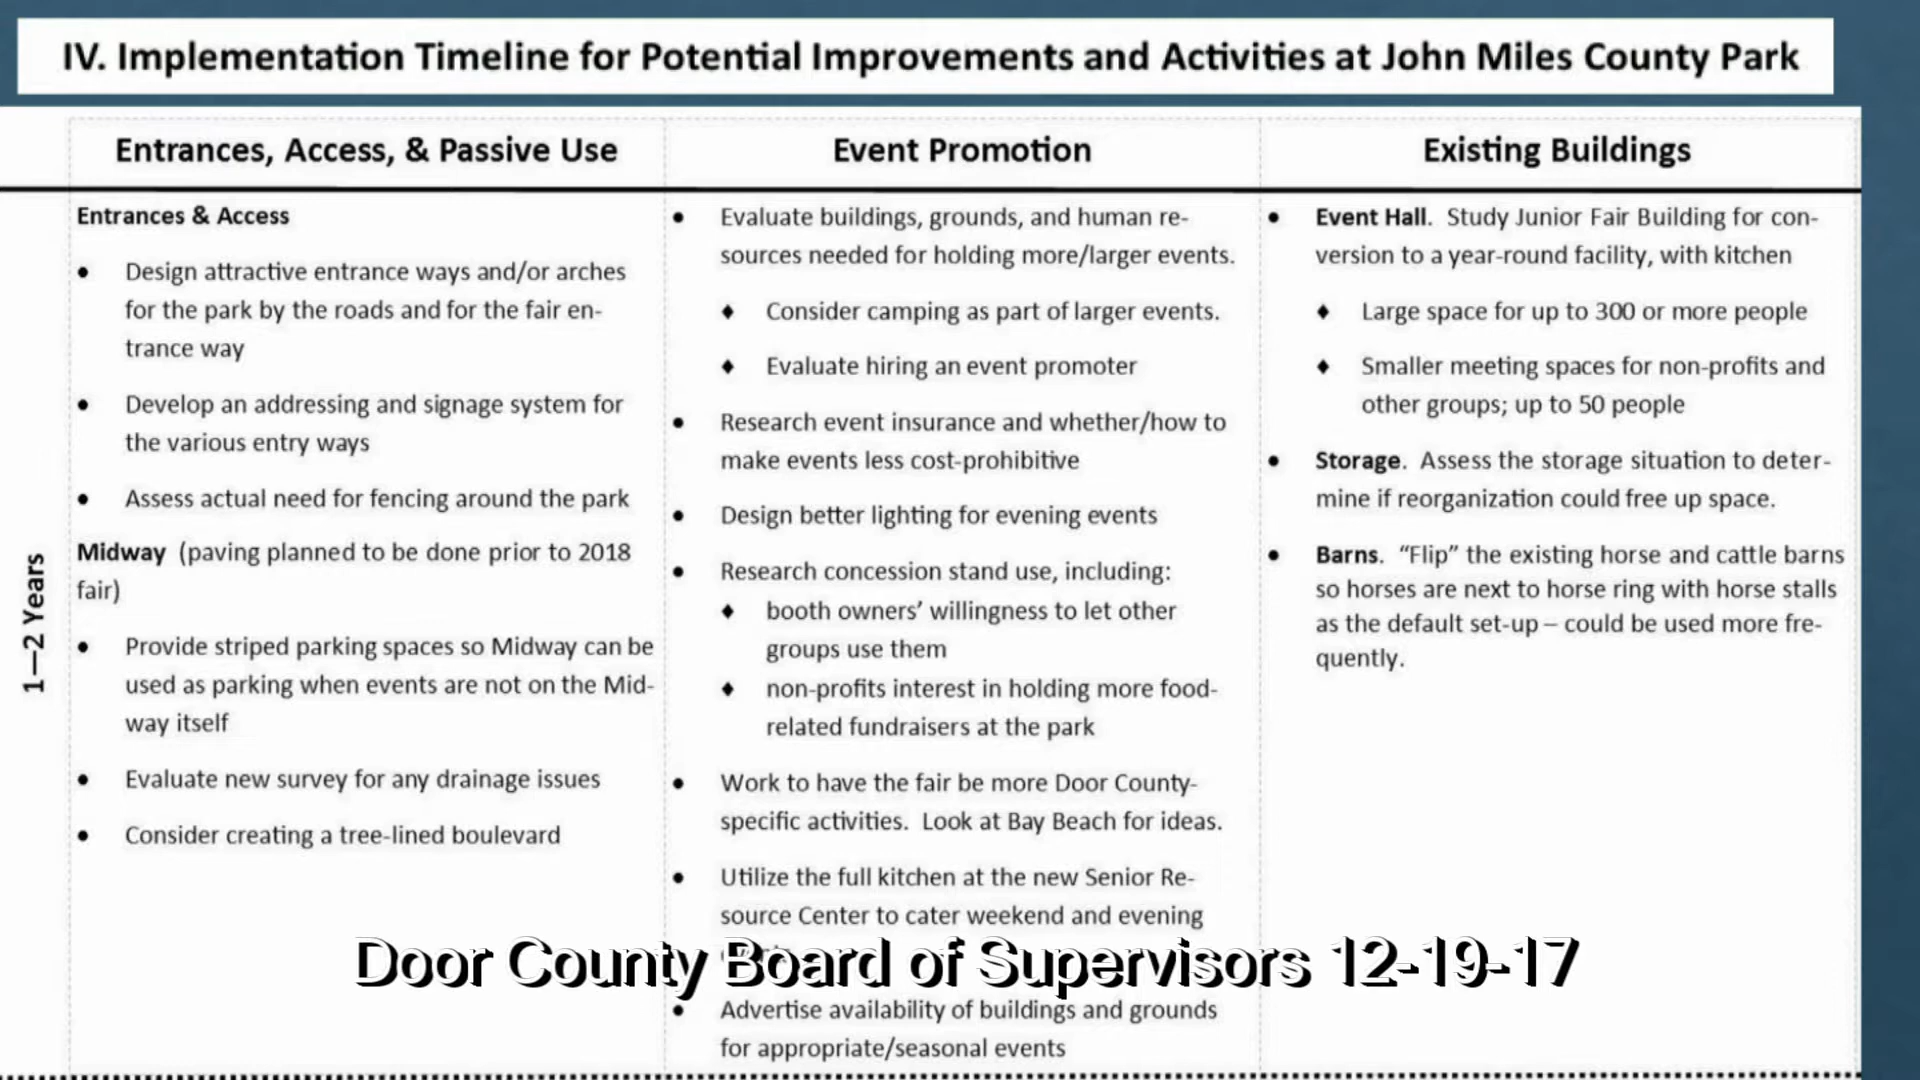 IV. Implementation Timeline for Potential Improvements and Activities at John Miles County Park
Entrances, Access, & Passive Use
Event Promotion
Existing Buildings
1—2 Years
Entrances & Access
• Design attractive entrance ways and/or arches
for the park by the roads and for the fair en-
trance way
• Develop an addressing and signage system for
the various entry ways
• Assess actual need for fencing around the park
Midway (paving planned to be done prior to 2018
fair)
• Provide striped parking spaces so Midway can be
used as parking when events are not on the Mid-
way itself
• Evaluate new survey for any drainage issues
• Consider creating a tree-lined boulevard
• Evaluate buildings, grounds, and human re-
sources needed for holding more/larger events.
♦ Consider camping as part of larger events.
♦ Evaluate hiring an event promoter
• Research event insurance and whether/how to
make events less cost-prohibitive
• Design better lighting for evening events
• Research concession stand use, including:
♦ booth owners’ willingness to let other
groups use them
♦ non-profits interest in holding more food-
related fundraisers at the park
• Work to have the fair be more Door County-
specific activities. Look at Bay Beach for ideas.
• Utilize the full kitchen at the new Senior Re-
source Center to cater weekend and evening
• Advertise availability of buildings and grounds
for appropriate/seasonal events
• Event Hall. Study Junior Fair Building for con-
version to a year-round facility, with kitchen
♦ Large space for up to 300 or more people
♦ Smaller meeting spaces for non-profits and
other groups; up to 50 people
• Storage. Assess the storage situation to deter-
mine if reorganization could free up space.
• Barns. “Flip” the existing horse and cattle barns
so horses are next to horse ring with horse stalls
as the default set-up – could be used more fre-
quently.
Door County Board of Supervisors 12-19-17